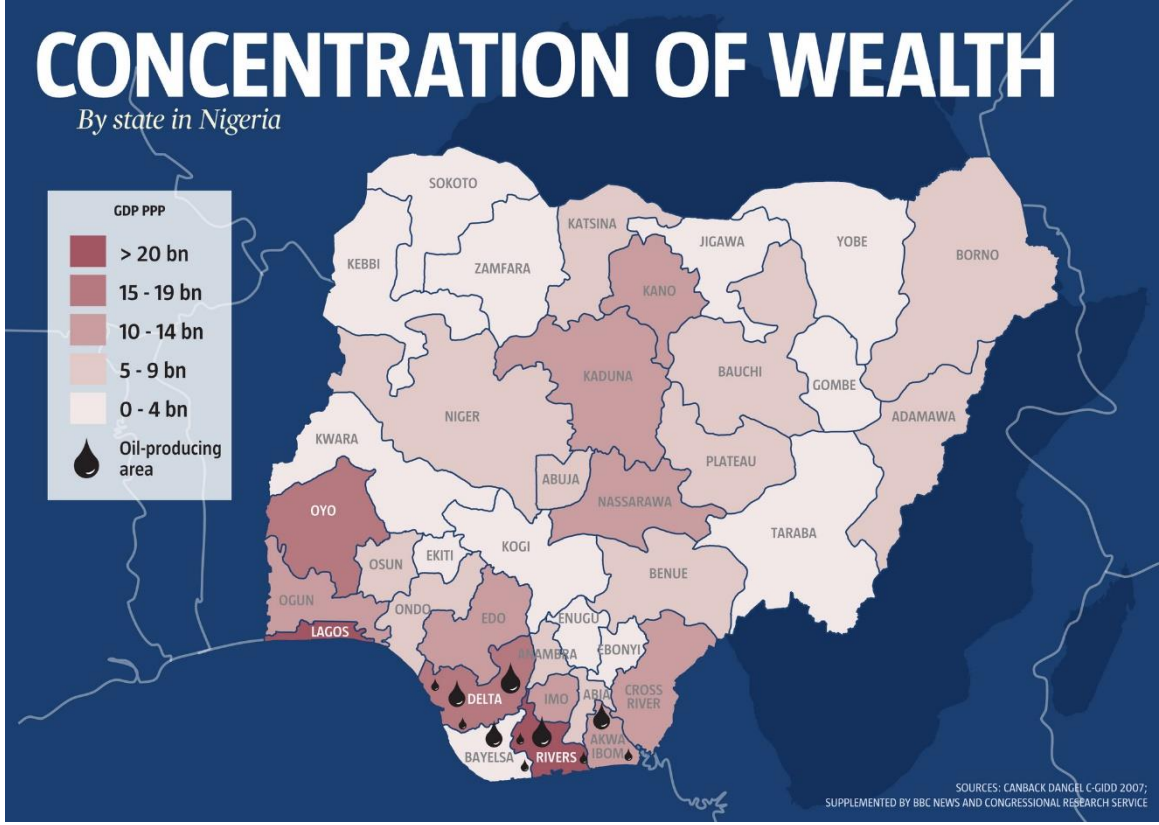 CONCENTRATION OF WEALTH
By state in Nigeria
GDP PPP
> 20 bn
15 - 19 bn
10 - 14 bn
5 - 9 bn
0 - 4 bn
Oil-producing
area
SOKOTO
KATSINA
KEBBI
ZAMFARA
JIGAWA
YOBE
BORNO
KANO
KADUNA
BAUCHI
GOMBE
NIGER
ADAMAWA
KWARA
ABUJA
PLATEAU
NASSARAWA
OYO
KOGI
TARABA
OSUN
EKITI
BENUE
OGUN
ONDO
EDO
ENUGU
LAGOS
ANAMBRA
EBONYI
DELTA
IMO
ABIA
CROSS
RIVER
BAYELSA
RIVERS
AKWA
IBOM
SOURCES: CANBACK DANGEL C-GIDD 2007;
SUPPLEMENTED BY BBC NEWS AND CONGRESSIONAL RESEARCH SERVICE